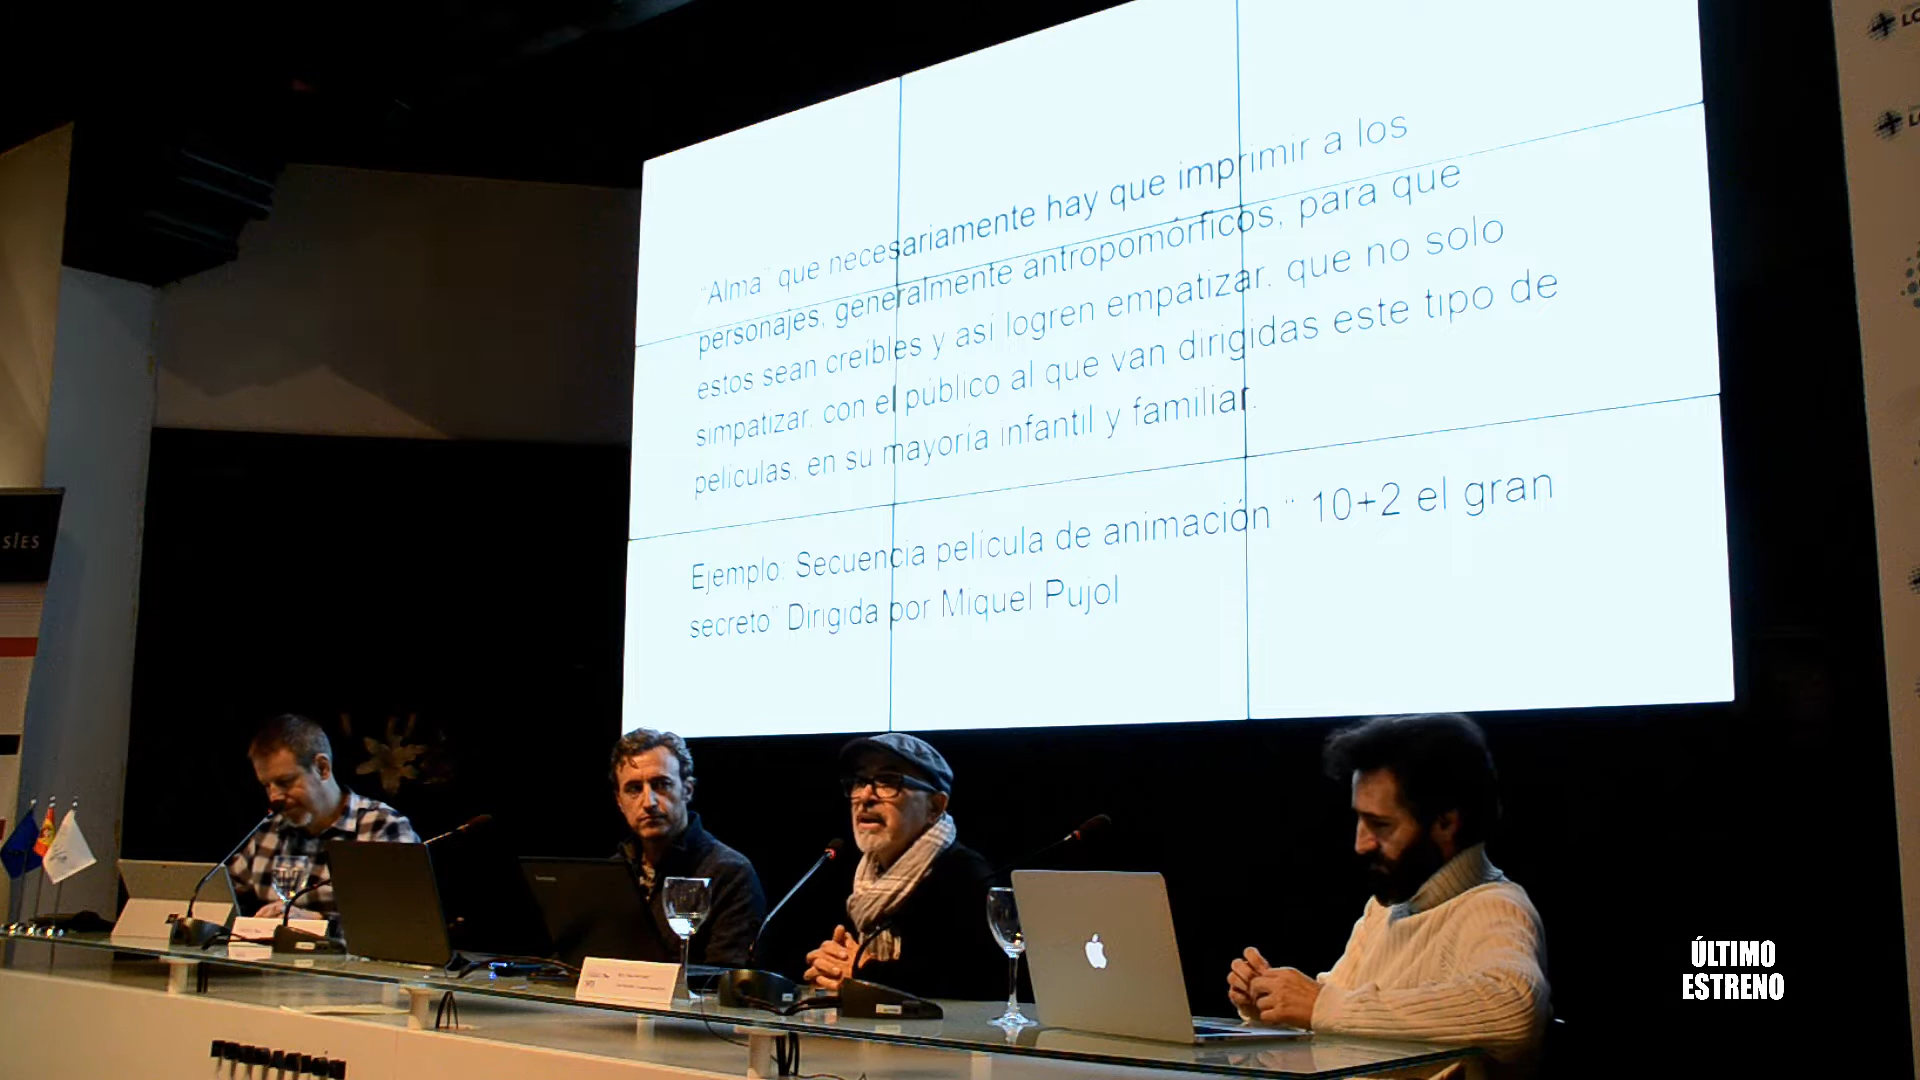 ¨Alma¨ que necesariamente hay que imprimir a los
personajes, generalmente antropomórficos, para que
estos sean creíbles y así logren empatizar, que no solo
simpatizar, con el público al que van dirigidas este tipo de
películas, en su mayoría infantil y familiar.
Ejemplo: Secuencia película de animación ¨ 10+2 el gran
secreto¨ Dirigida por Miquel Pujol
ÚLTIMO
ESTRENO